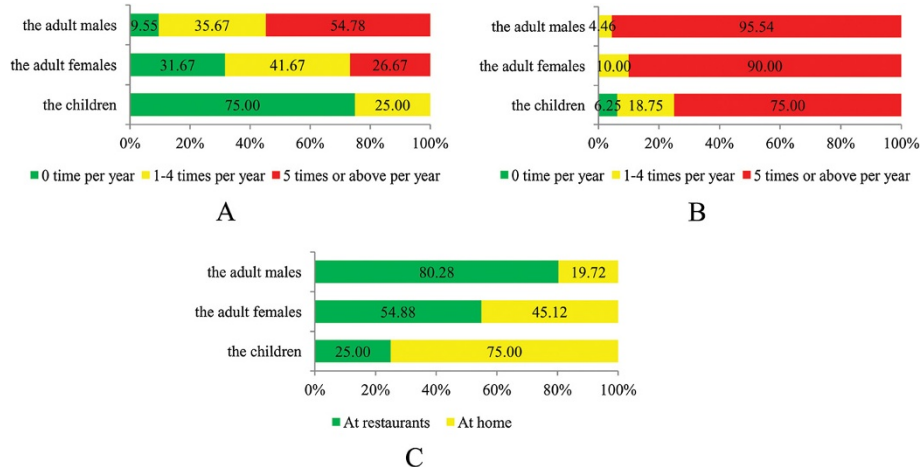 the adult males 9.55 35.67 54.78
the adult females 31.67 41.67 26.67
the children 75.00 25.00
0% 20% 40% 60% 80% 100%
0 time per year 1-4 times per year 5 times or above per year
A
the adult males 4.46 95.54
the adult females 10.00 90.00
the children 6.25 18.75 75.00
0% 20% 40% 60% 80% 100%
0 time per year 1-4 times per year 5 times or above per year
B
the adult males 80.28 19.72
the adult females 54.88 45.12
the children 25.00 75.00
0% 20% 40% 60% 80% 100%
At restaurants At home
C